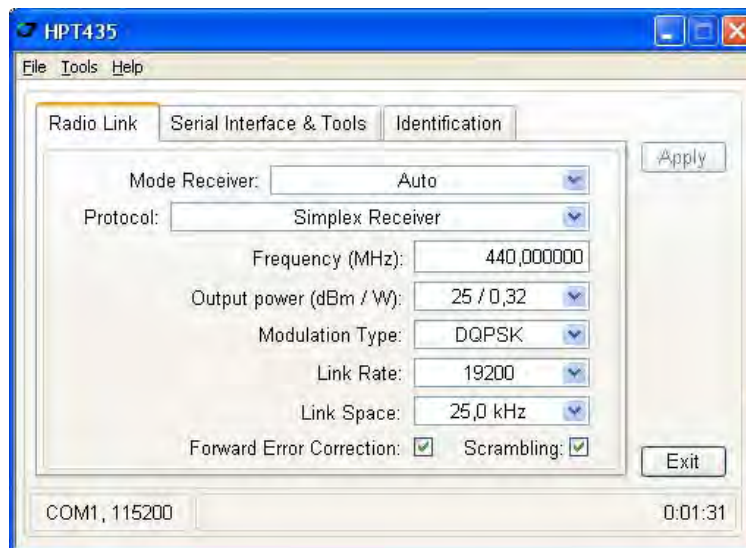 HPT435
File Tools Help
Radio Link Serial Interface & Tools Identification
Apply
Mode Receiver: Auto
Protocol: Simplex Receiver
Frequency (MHz): 440,000000
Output power (dBm / W): 25 / 0,32
Modulation Type: DQPSK
Link Rate: 19200
Link Space: 25,0 kHz
Forward Error Correction: Scrambling:
Exit
COM1, 115200 0:01:31